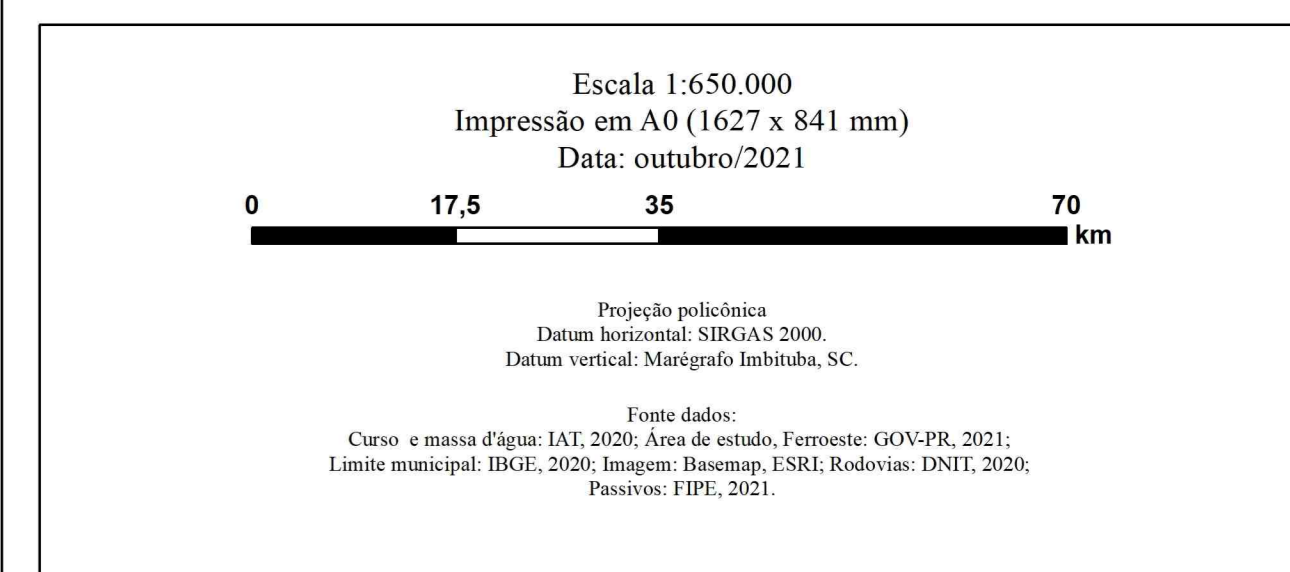 Escala 1:650.000
Impressão em A0 (1627 x 841 mm)
Data: outubro/2021
0 17,5 35 70
km
Projeção policônica
Datum horizontal: SIRGAS 2000.
Datum vertical: Marégrafo Imbituba, SC.
Fonte dados:
Curso e massa d'água: IAT, 2020; Área de estudo, Ferroeste: GOV-PR, 2021;
Limite municipal: IBGE, 2020; Imagem: Basemap, ESRI; Rodovias: DNIT, 2020;
Passivos: FIPE, 2021.